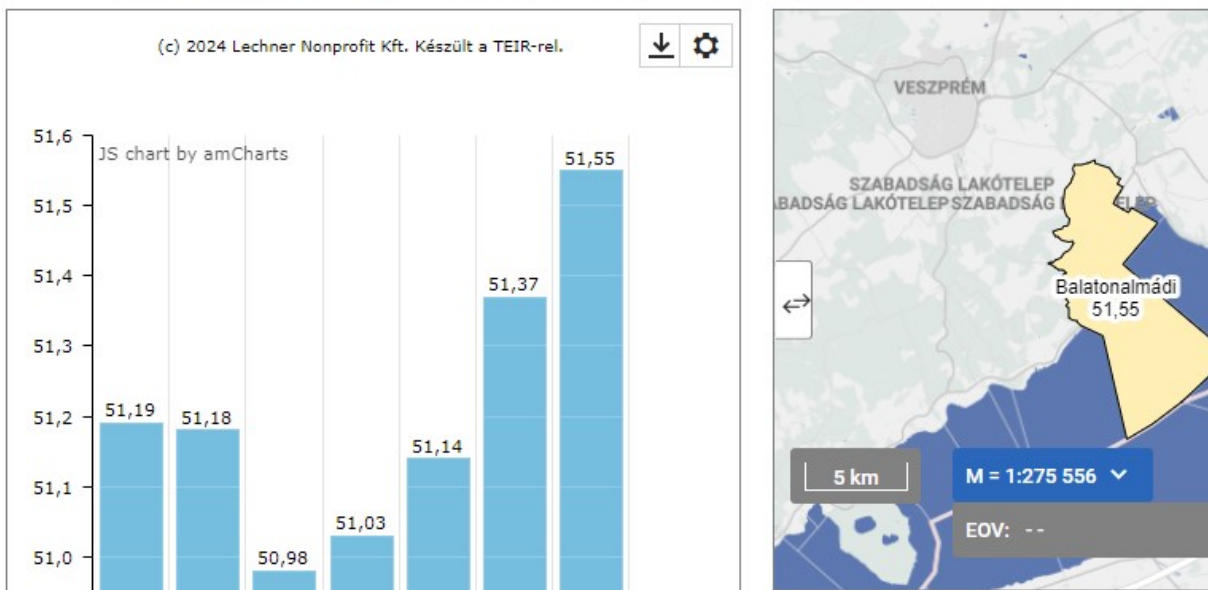 (c) 2024 Lechner Nonprofit Kft. Készült a TEIR-rel.
51,6
JS chart by amCharts
51,55
51,5
51,4
51,37
51,3
51,2
51,19
51,18
51,14
51,1
51,03
51,0
50,98
VESZPRÉM
SZABADSÁG LAKÓTELEP
ABADSÁG LAKÓTELEP SZABADSÁG
ELEP
Balatonalmádi
51,55
5 km
M = 1:275 556
EOV: - -